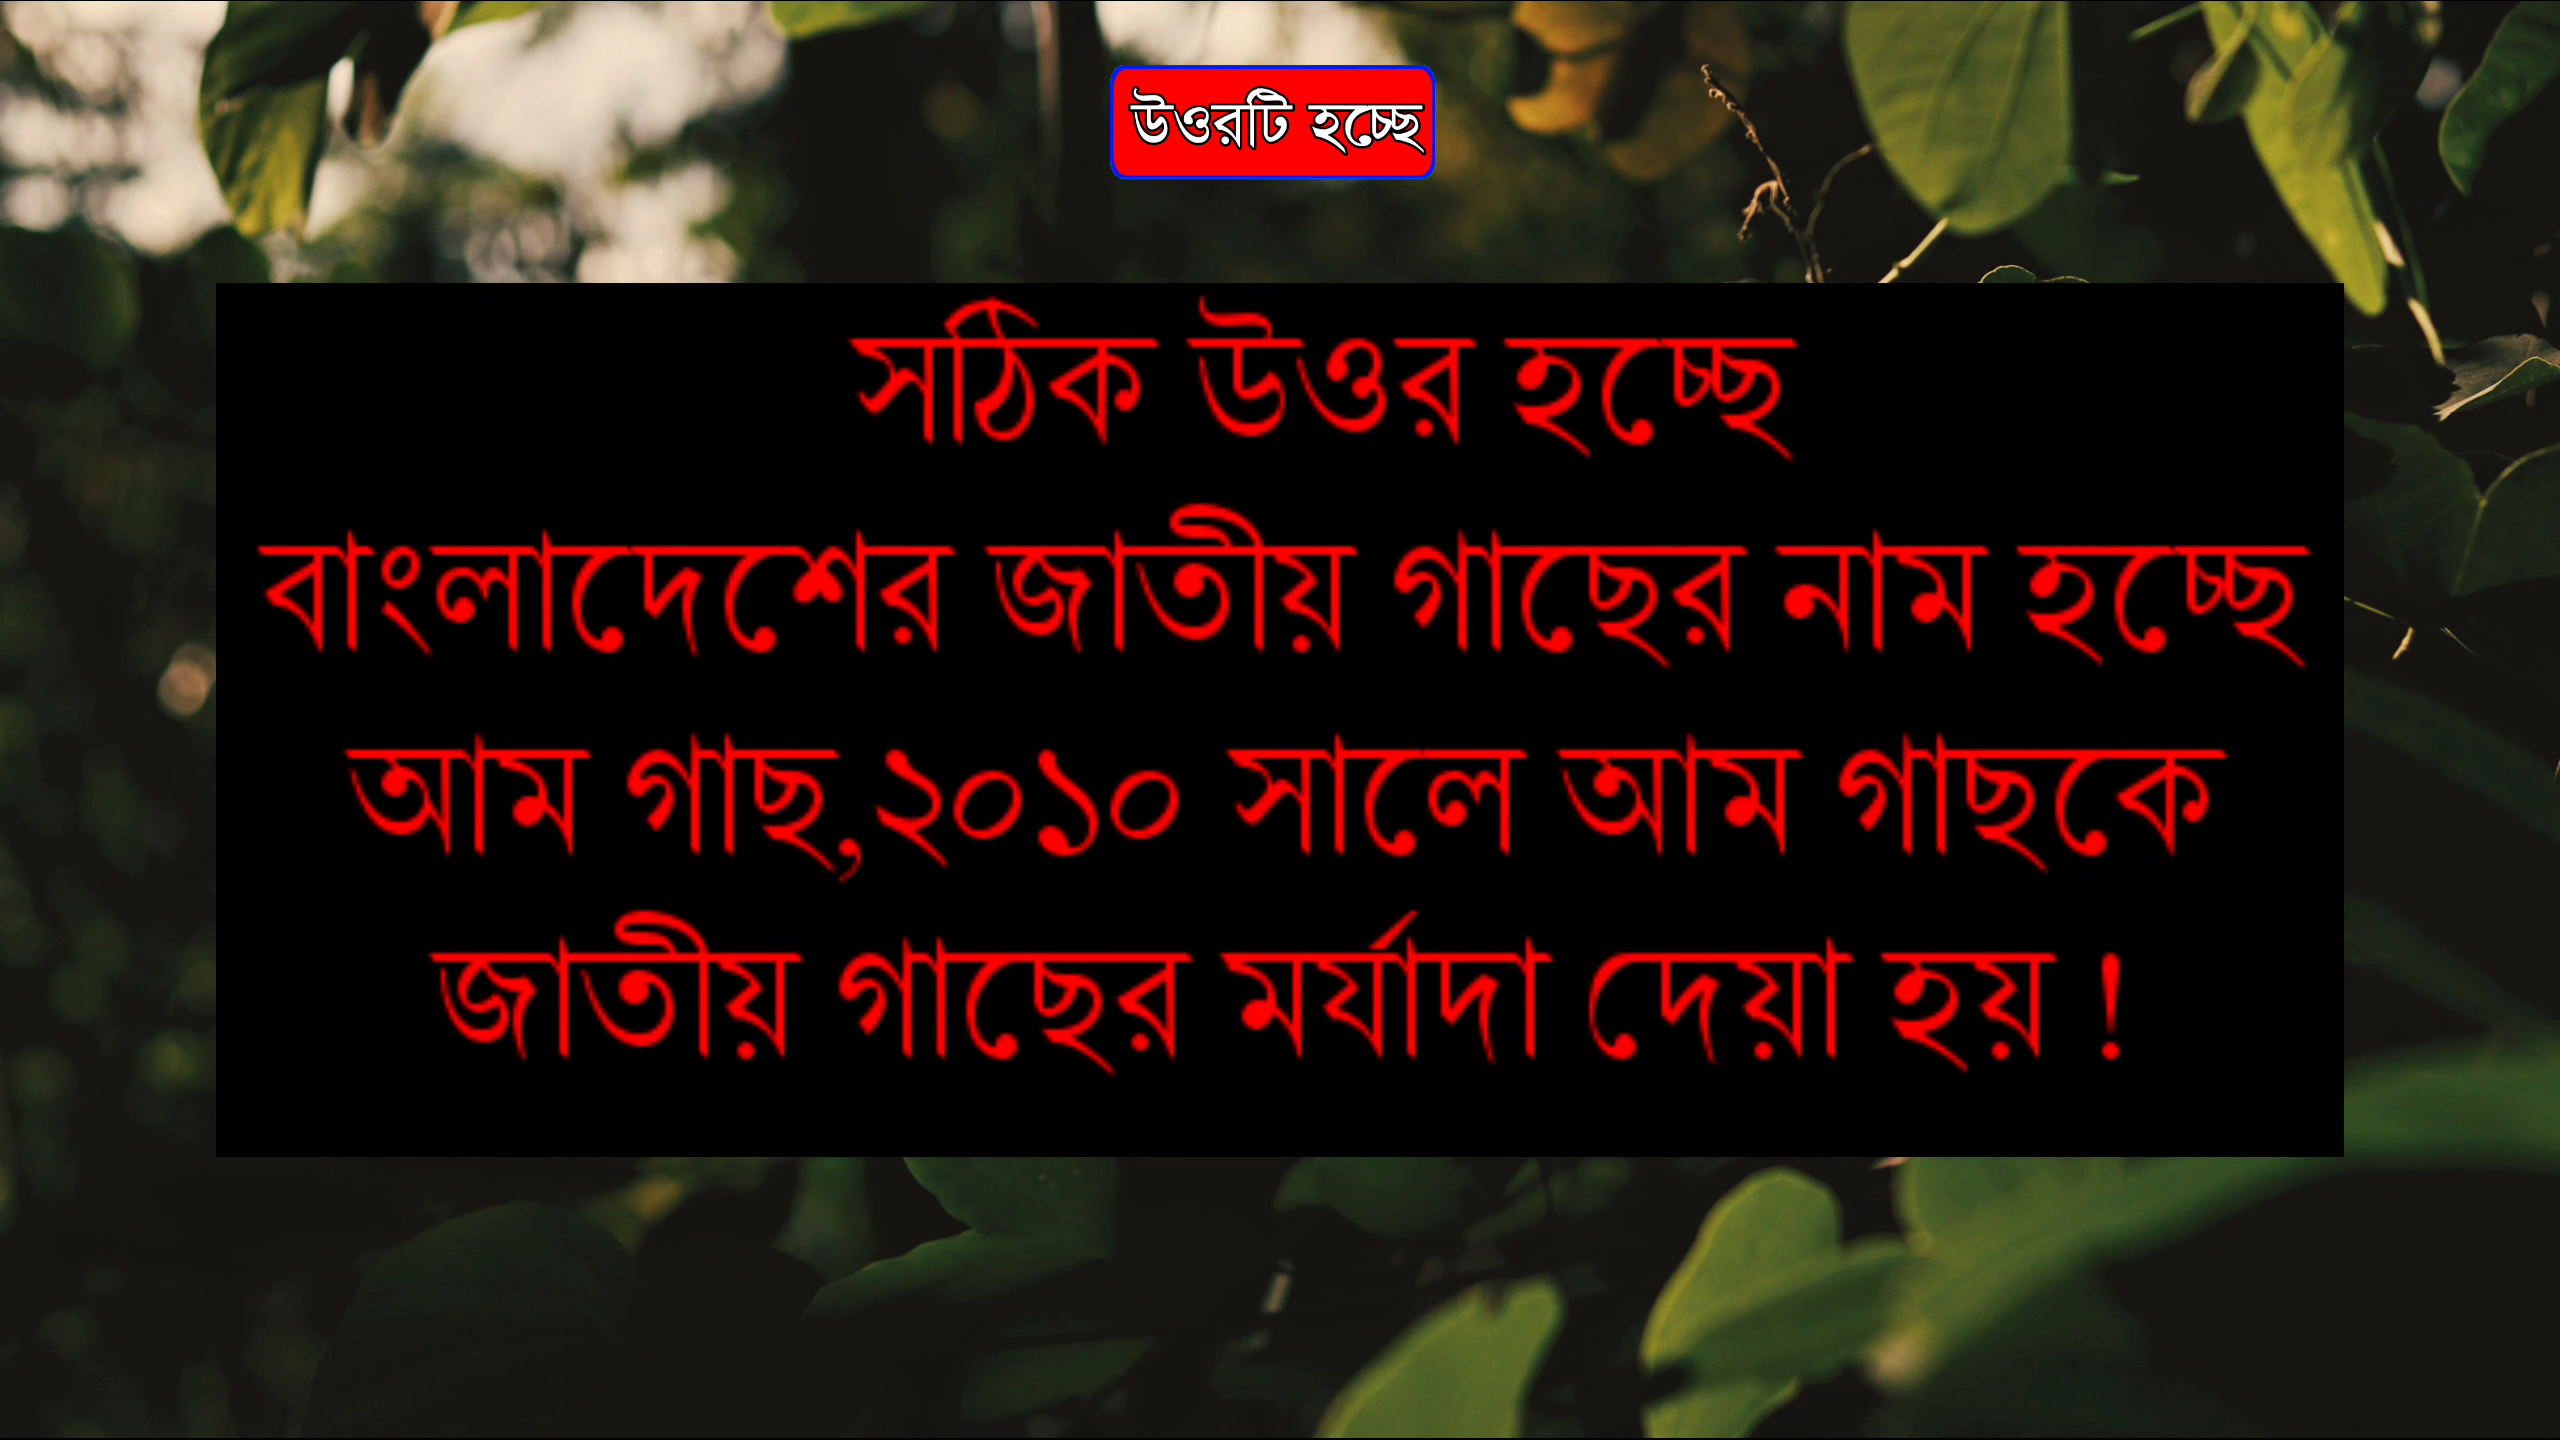 উওরটি হচ্ছে
সঠিক উওর হচ্ছে
বাংলাদেশের জাতীয় গাছের নাম হচ্ছে
আম গাছ,২০১০ সালে আম গাছকে
জাতীয় গাছের মর্যাদা দেয়া হয় !